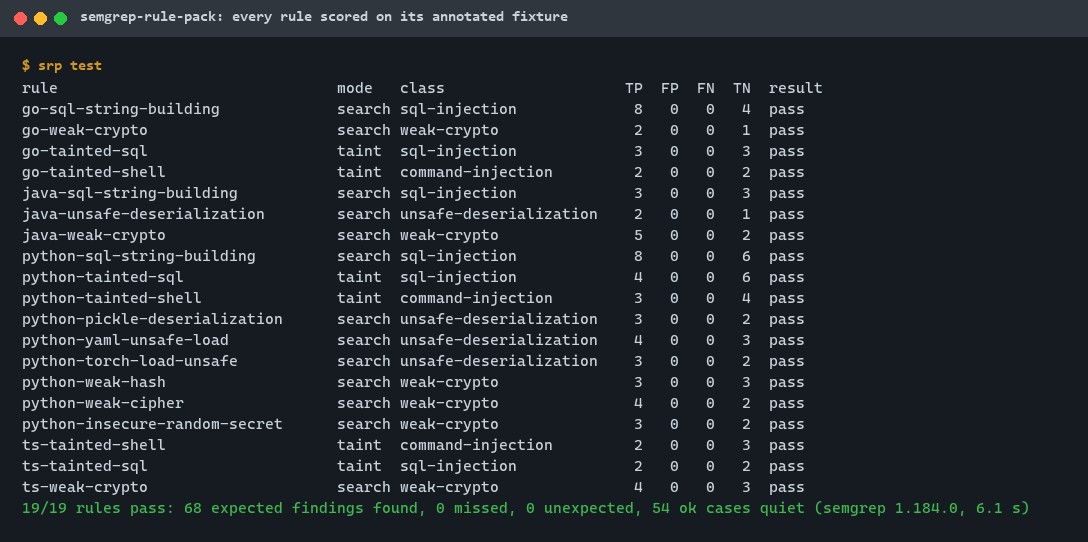 semgrep-rule-pack: every rule scored on its annotated fixture
$ srp test
rule mode class TP FP FN TN result
go-sql-string-building search sql-injection 8 0 0 4 pass
go-weak-crypto search weak-crypto 2 0 0 1 pass
go-tainted-sql taint sql-injection 3 0 0 3 pass
go-tainted-shell taint command-injection 2 0 0 2 pass
java-sql-string-building search sql-injection 3 0 0 3 pass
java-unsafe-deserialization search unsafe-deserialization 2 0 0 1 pass
java-weak-crypto search weak-crypto 5 0 0 2 pass
python-sql-string-building search sql-injection 8 0 0 6 pass
python-tainted-sql taint sql-injection 4 0 0 6 pass
python-tainted-shell taint command-injection 3 0 0 4 pass
python-pickle-deserialization search unsafe-deserialization 3 0 0 2 pass
python-yaml-unsafe-load search unsafe-deserialization 4 0 0 3 pass
python-torch-load-unsafe search unsafe-deserialization 3 0 0 2 pass
python-weak-hash search weak-crypto 3 0 0 3 pass
python-weak-cipher search weak-crypto 4 0 0 2 pass
python-insecure-random-secret search weak-crypto 3 0 0 2 pass
ts-tainted-shell taint command-injection 2 0 0 3 pass
ts-tainted-sql taint sql-injection 2 0 0 2 pass
ts-weak-crypto search weak-crypto 4 0 0 3 pass
19/19 rules pass: 68 expected findings found, 0 missed, 0 unexpected, 54 ok cases quiet (semgrep 1.184.0, 6.1 s)